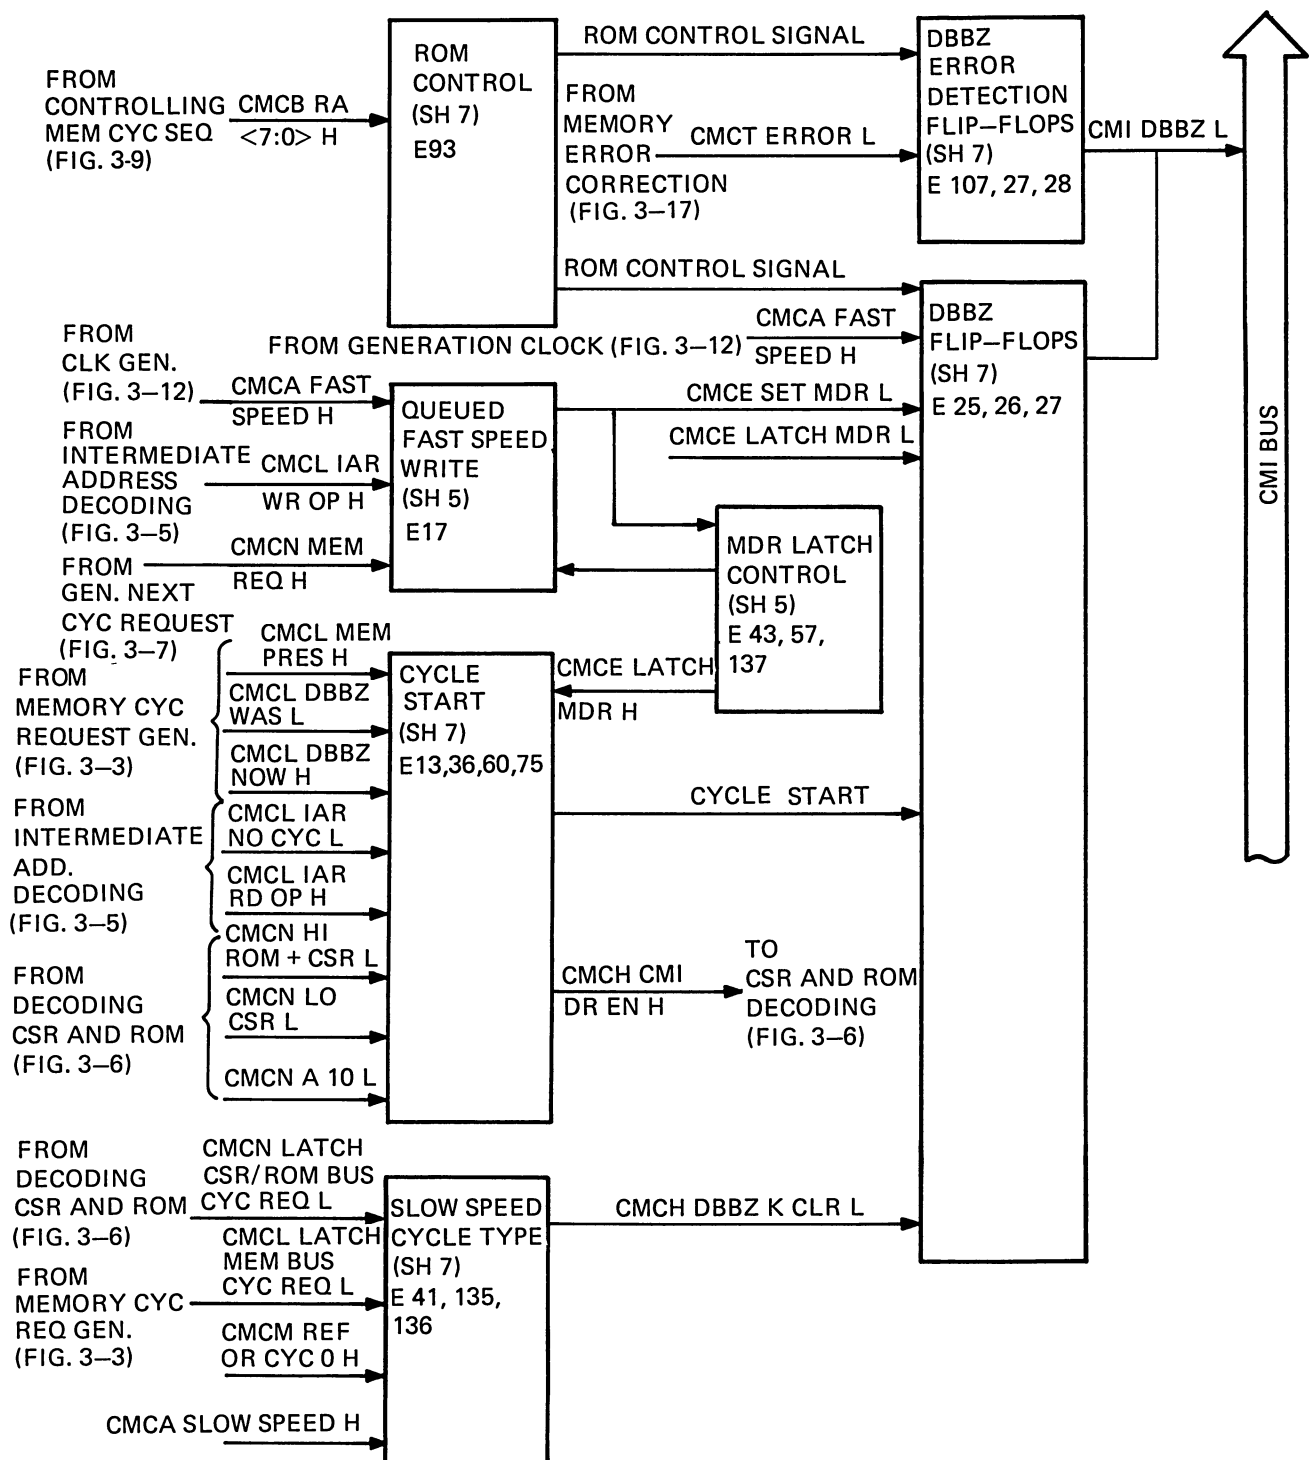 FROM
CONTROLLING
MEM CYC SEQ
(FIG. 3-9)
CMCB RA
<7:0> H
ROM
CONTROL
(SH 7)
E93
ROM CONTROL SIGNAL
FROM
MEMORY
ERROR
CORRECTION
(FIG. 3–17)
CMCT ERROR L
DBBZ
ERROR
DETECTION
FLIP–FLOPS
(SH 7)
E 107, 27, 28
CMI DBBZ L
CMI BUS
ROM CONTROL SIGNAL
FROM GENERATION CLOCK (FIG. 3–12)
CMCA FAST
SPEED H
DBBZ
FLIP–FLOPS
(SH 7)
E 25, 26, 27
FROM
CLK GEN.
(FIG. 3–12)
CMCA FAST
SPEED H
FROM
INTERMEDIATE
ADDRESS
DECODING
(FIG. 3–5)
CMCL IAR
WR OP H
FROM
GEN. NEXT
CYC REQUEST
(FIG. 3–7)
CMCN MEM
REQ H
QUEUED
FAST SPEED
WRITE
(SH 5)
E17
CMCE SET MDR L
CMCE LATCH MDR L
MDR LATCH
CONTROL
(SH 5)
E 43, 57,
137
CMCE LATCH
MDR H
FROM
MEMORY CYC
REQUEST GEN.
(FIG. 3–3)
CMCL MEM
PRES H
CMCL DBBZ
WAS L
CMCL DBBZ
NOW H
FROM
INTERMEDIATE
ADD.
DECODING
(FIG. 3–5)
CMCL IAR
NO CYC L
CMCL IAR
RD OP H
FROM
DECODING
CSR AND ROM
(FIG. 3–6)
CMCN HI
ROM + CSR L
CMCN LO
CSR L
CMCN A 10 L
CYCLE
START
(SH 7)
E13,36,60,75
CYCLE START
CMCH CMI
DR EN H
TO
CSR AND ROM
DECODING
(FIG. 3–6)
FROM
DECODING
CSR AND ROM
(FIG. 3–6)
CMCN LATCH
CSR/ROM BUS
CYC REQ L
FROM
MEMORY CYC
REQ GEN.
(FIG. 3–3)
CMCL LATCH
MEM BUS
CYC REQ L
CMCM REF
OR CYC 0 H
CMCA SLOW SPEED H
SLOW SPEED
CYCLE TYPE
(SH 7)
E 41, 135,
136
CMCH DBBZ K CLR L